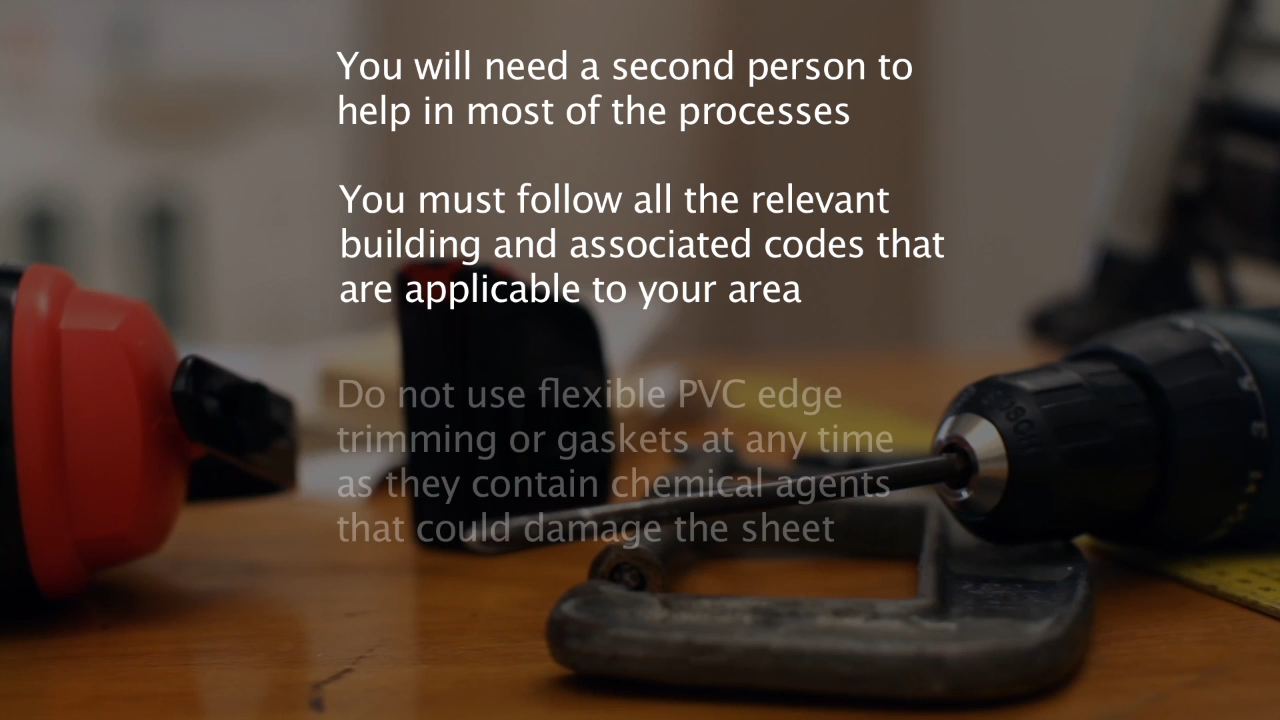 You will need a second person to
help in most of the processes
You must follow all the relevant
building and associated codes that
are applicable to your area
Do not use flexible PVC edge
trimming or gaskets at any time
as they contain chemical agents
that could damage the sheet